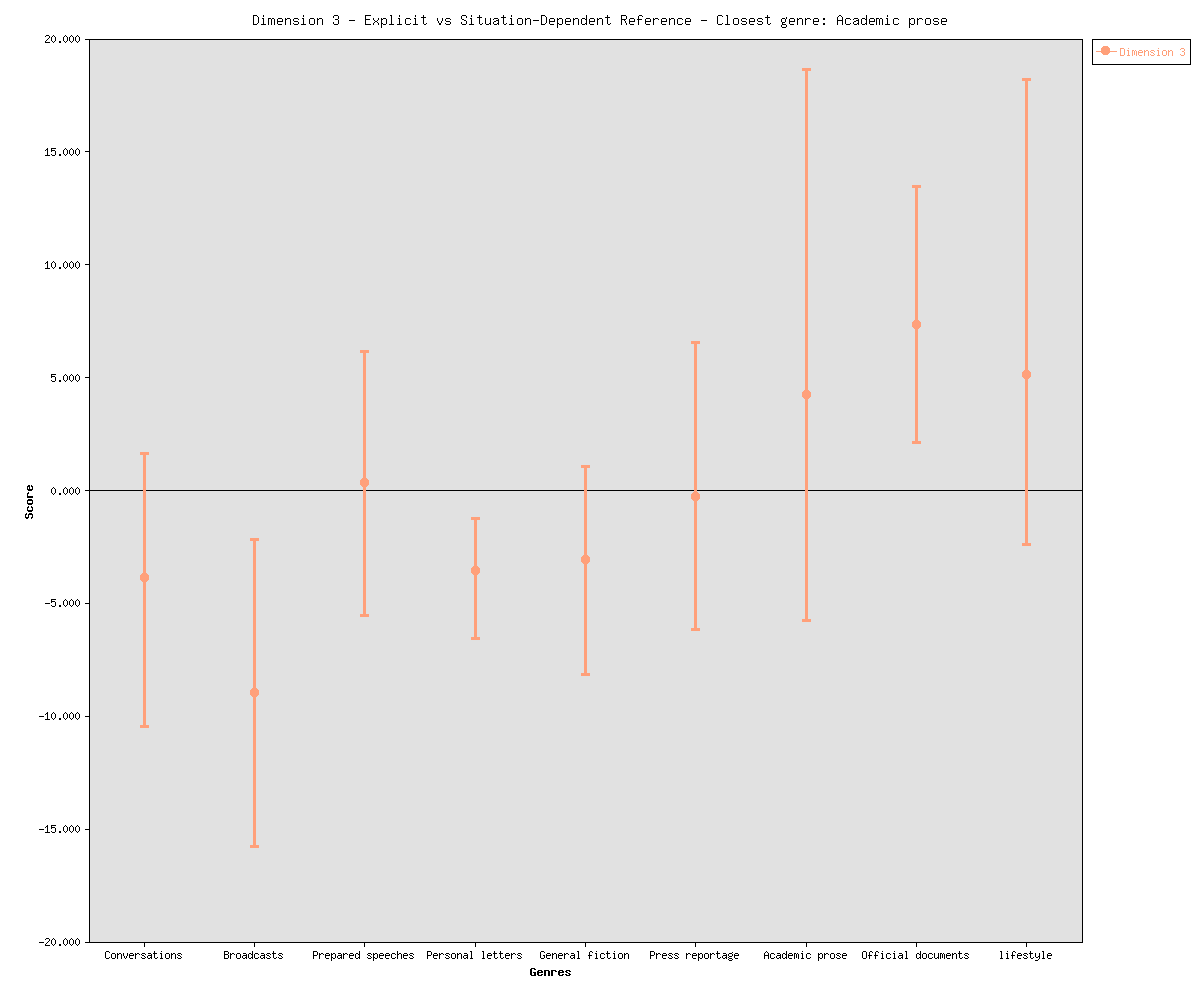 Dimension 3 - Explicit vs Situation-Dependent Reference - Closest genre: Academic prose
Dimension 3
20.000
15.000
10.000
5.000
0.000
-5.000
-10.000
-15.000
-20.000
Score
Conversations
Broadcasts
Prepared speeches
Personal letters
General fiction
Press reportage
Academic prose
Official documents
lifestyle
Genres